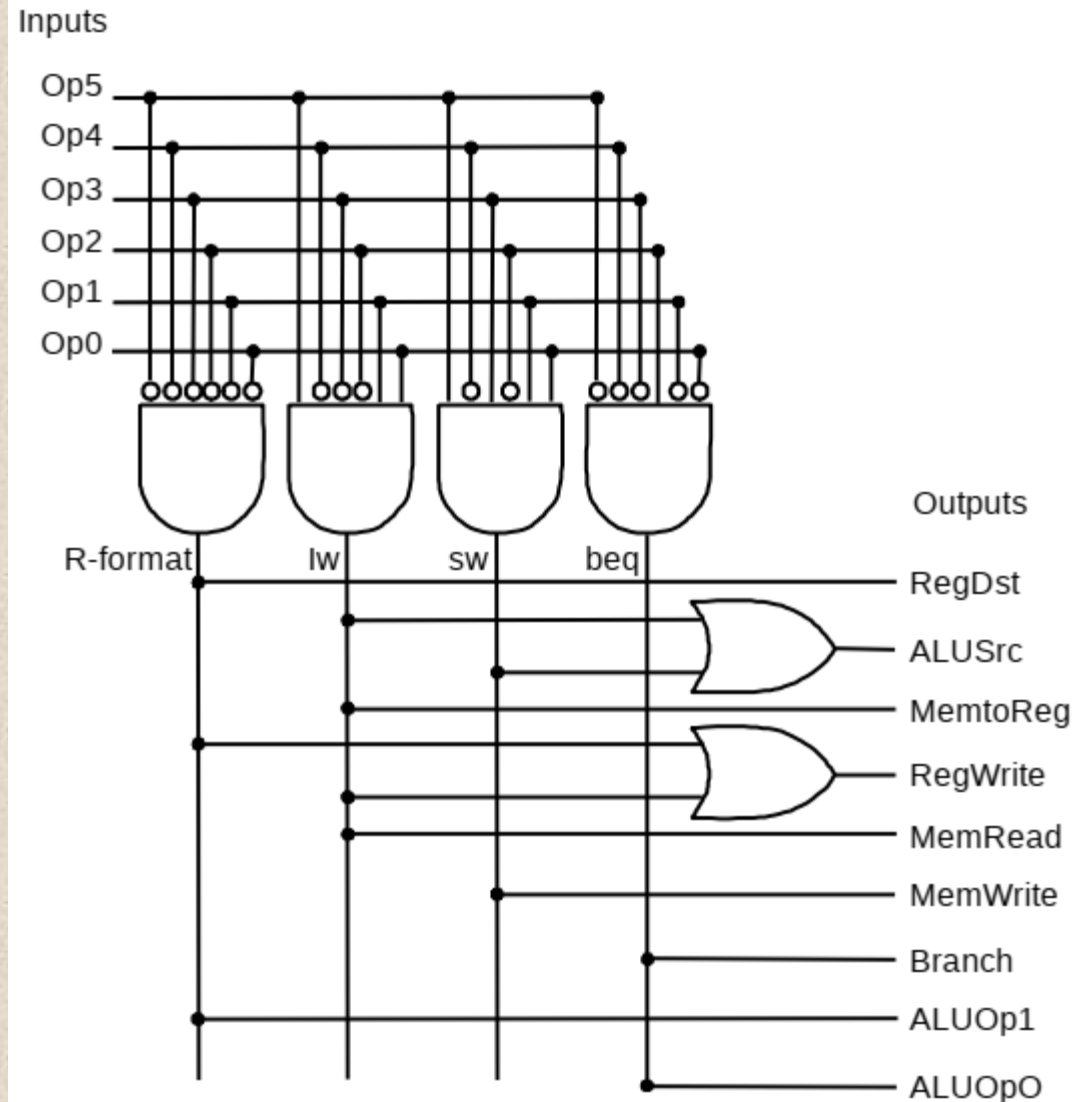 Inputs
Op5
Op4
Op3
Op2
Op1
Op0
Outputs
R-format
lw
sw
beq
RegDst
ALUSrc
MemtoReg
RegWrite
MemRead
MemWrite
Branch
ALUOp1
ALUOpO